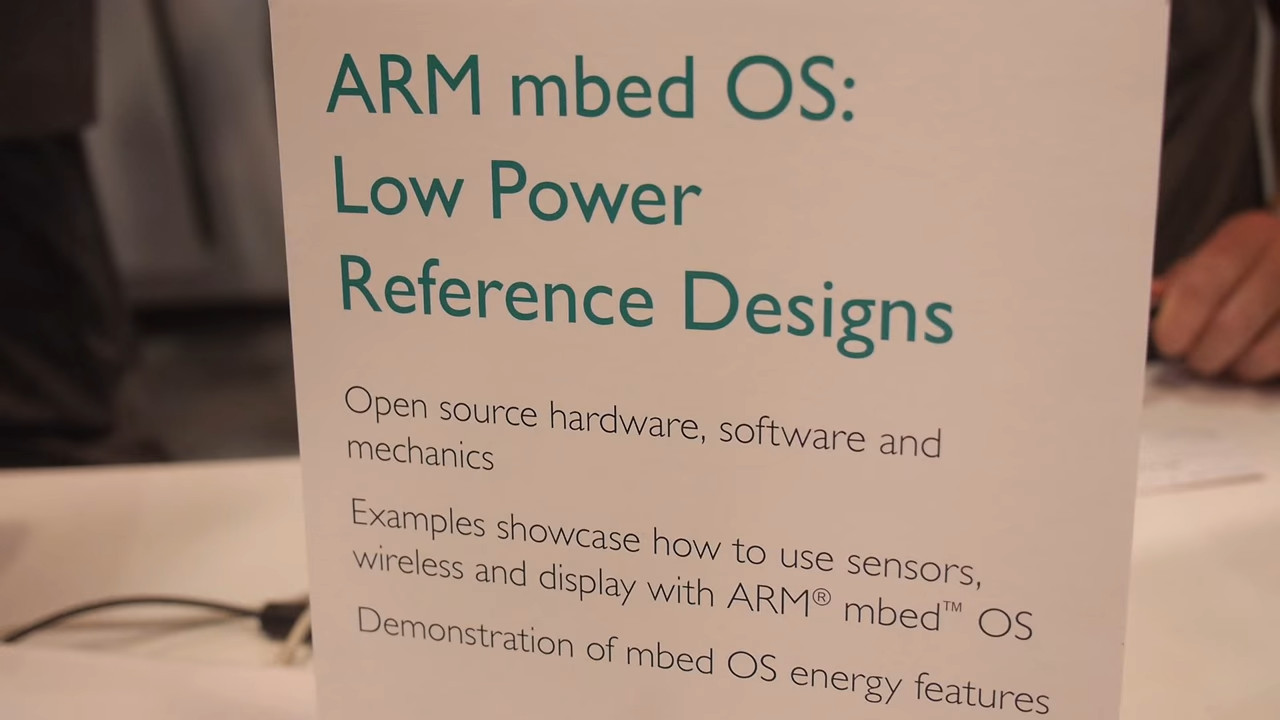 ARM mbed OS:
Low Power
Reference Designs
Open source hardware, software and
mechanics
Examples showcase how to use sensors,
wireless and display with ARM® mbed™ OS
Demonstration of mbed OS energy features